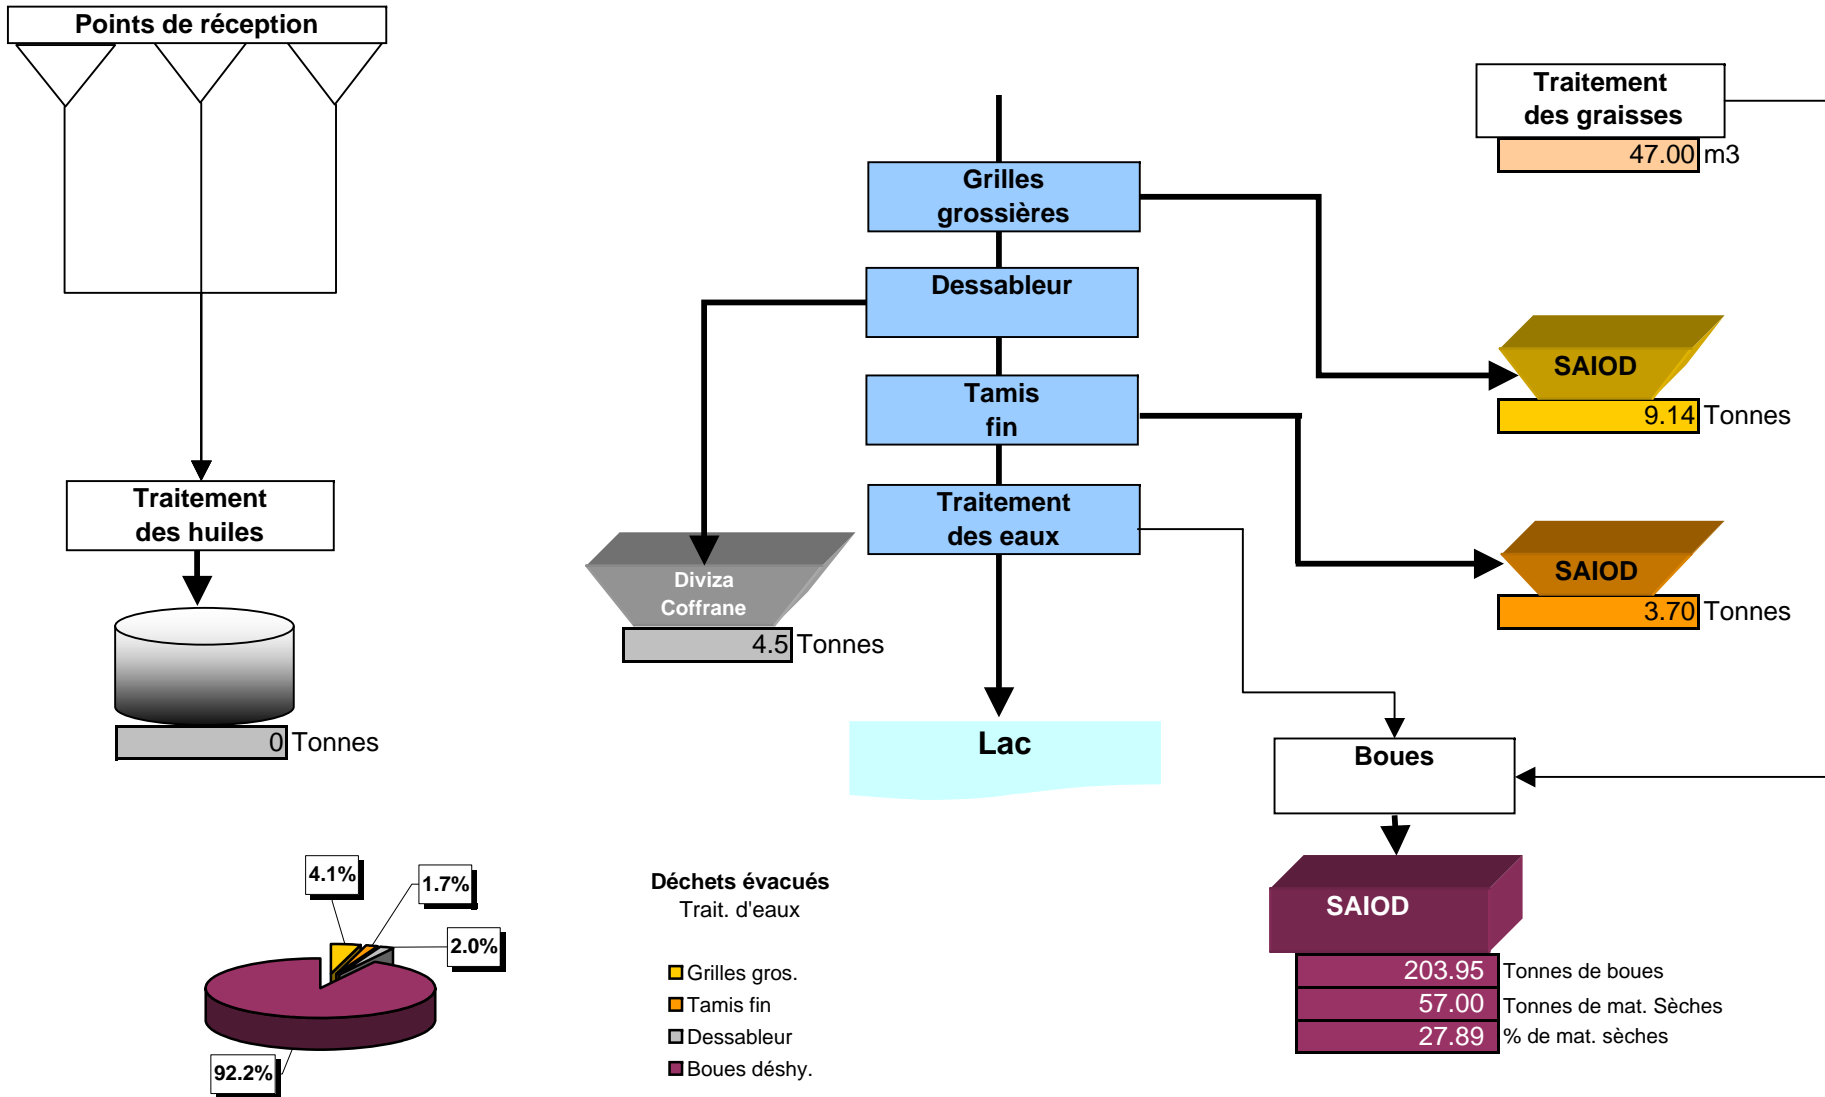 Points de réception
Traitement
des huiles
0 Tonnes
Grilles
grossières
Dessableur
Tamis
fin
Traitement
des eaux
Diviza
Coffrane
4.5 Tonnes
Lac
Traitement
des graisses
47.00 m3
SAIOD
9.14 Tonnes
SAIOD
3.70 Tonnes
Boues
SAIOD
203.95 Tonnes de boues
57.00 Tonnes de mat. Sèches
27.89 % de mat. sèches
4.1%
1.7%
2.0%
92.2%
Déchets évacués
Trait. d'eaux
Grilles gros.
Tamis fin
Dessableur
Boues déshy.